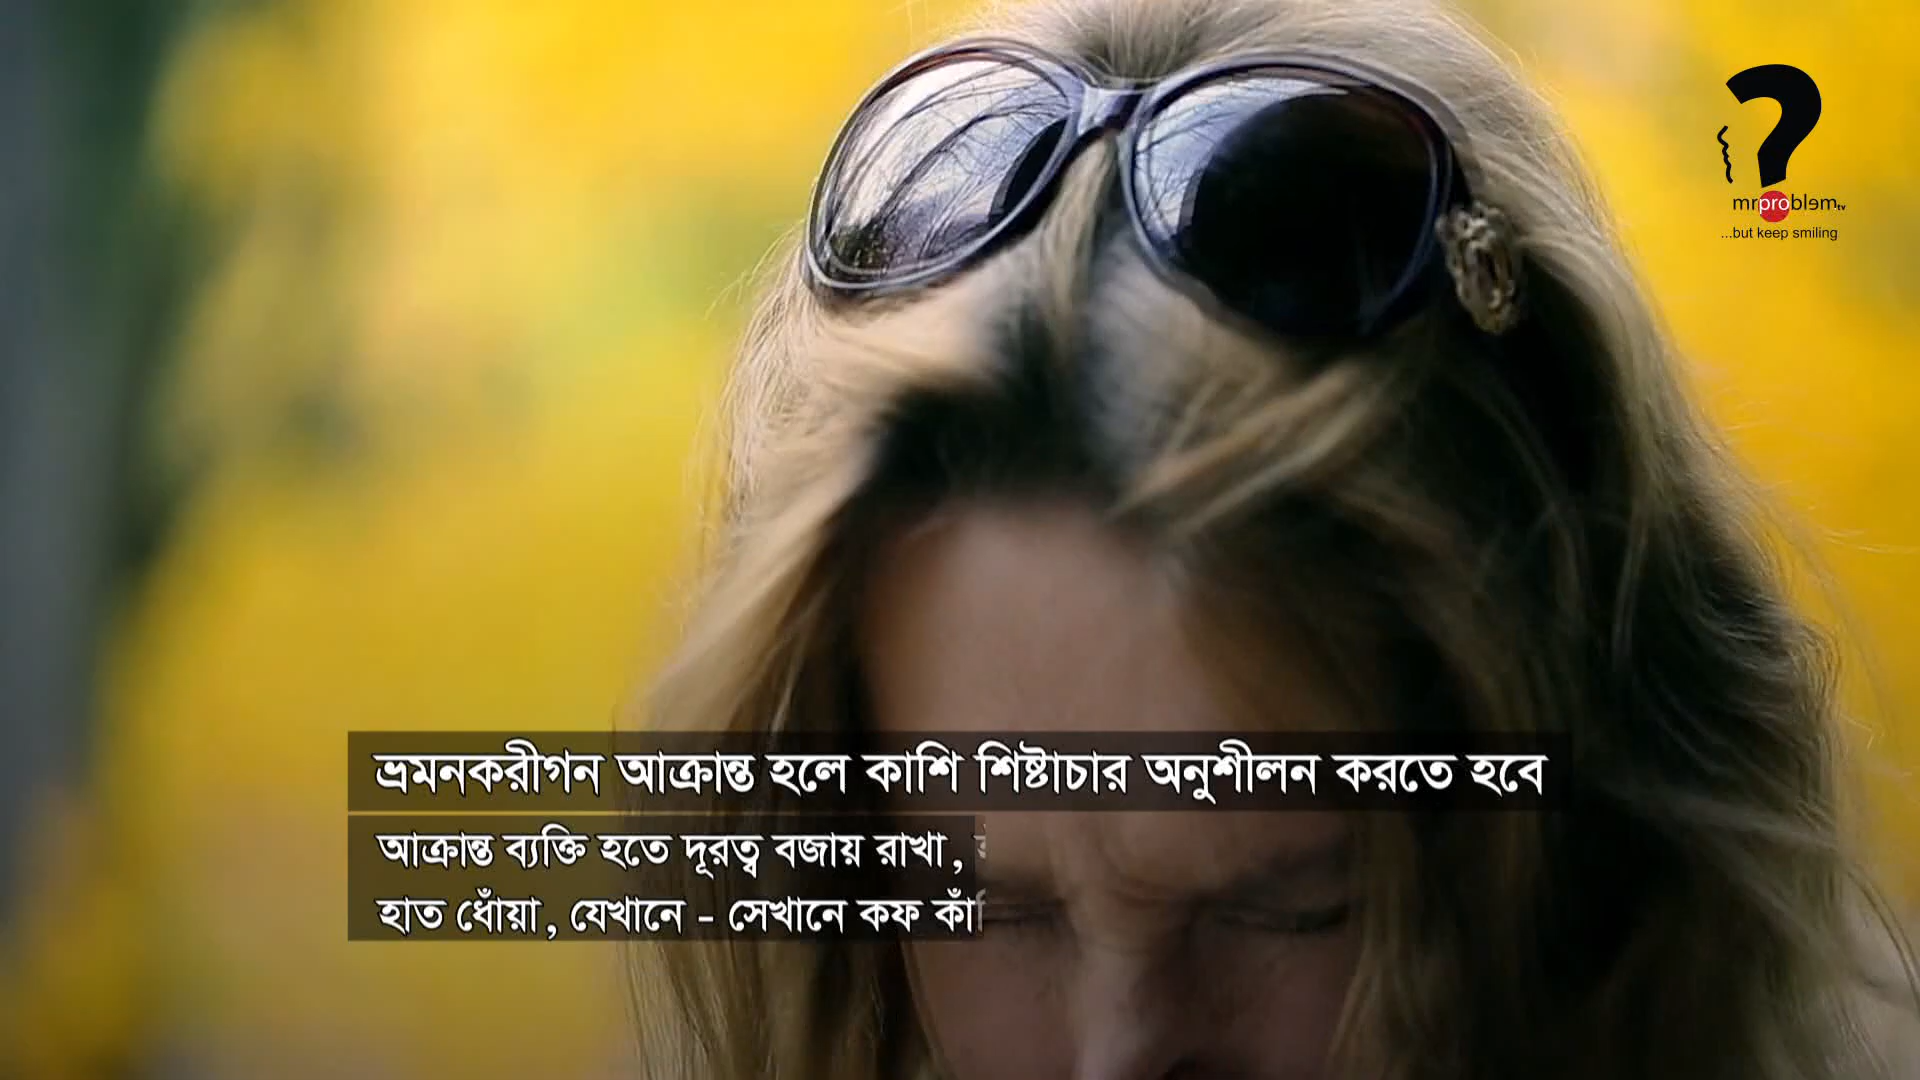 mrproblem tv
...but keep smiling
ভ্রমনকরীগন আক্রান্ত হলে কাশি শিষ্টাচার অনুশীলন করতে হবে
আক্রান্ত ব্যক্তি হতে দূরত্ব বজায় রাখা,
হাত ধোঁয়া, যেখানে - সেখানে কফ